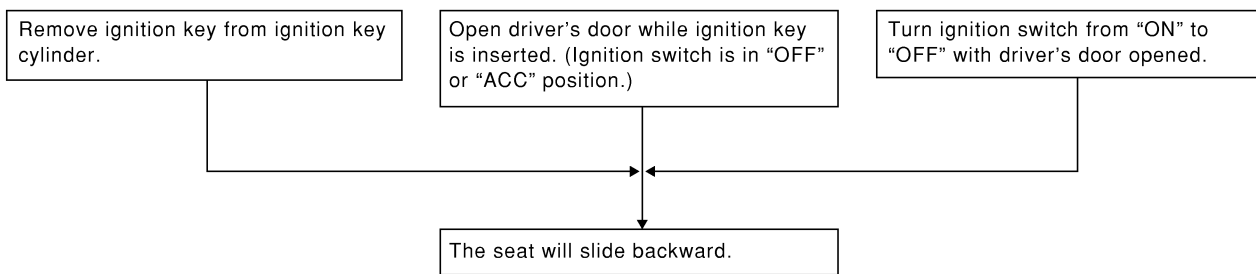 Remove ignition key from ignition key
cylinder.
Open driver’s door while ignition key
is inserted. (Ignition switch is in “OFF”
or “ACC” position.)
Turn ignition switch from “ON” to
“OFF” with driver’s door opened.
The seat will slide backward.